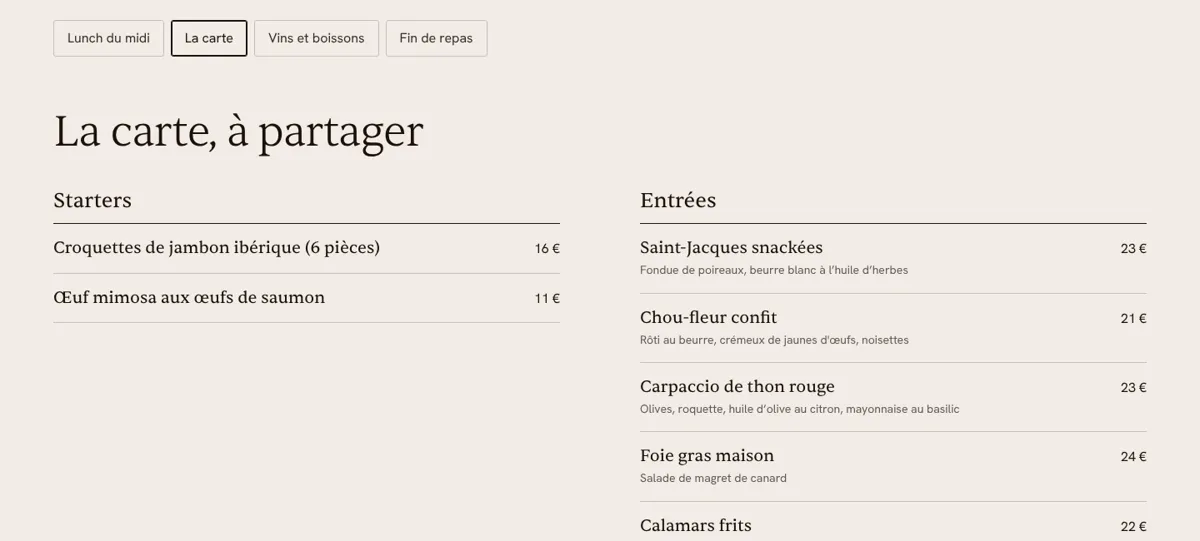 Lunch du midi
La carte
Vins et boissons
Fin de repas
La carte, à partager
Starters
Croquettes de jambon ibérique (6 pièces) 16 €
Œuf mimosa aux œufs de saumon 11 €
Entrées
Saint-Jacques snackées 23 €
Fondue de poireaux, beurre blanc à l’huile d’herbes
Chou-fleur confit 21 €
Rôti au beurre, crémeux de jaunes d'œufs, noisettes
Carpaccio de thon rouge 23 €
Olives, roquette, huile d’olive au citron, mayonnaise au basilic
Foie gras maison 24 €
Salade de magret de canard
Calamars frits 22 €